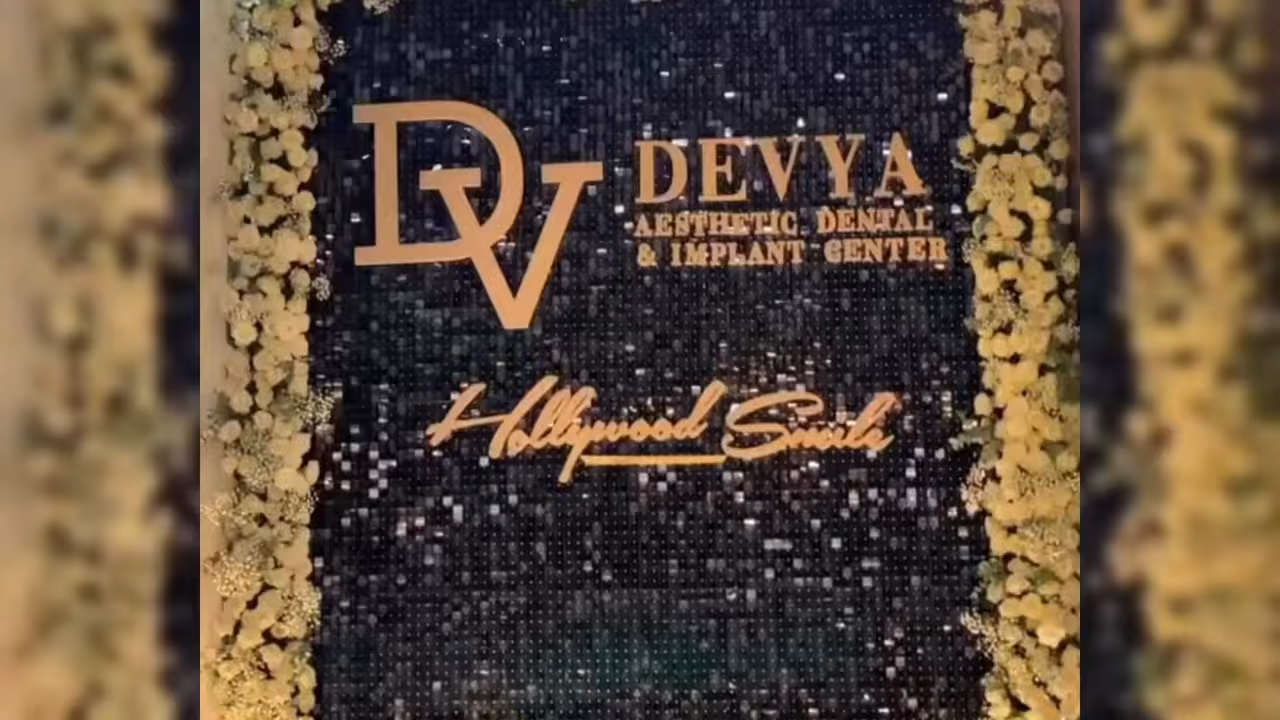 DV
DEVYA
AESTHETIC DENTAL
& IMPLANT CENTER
Hollywood Smile